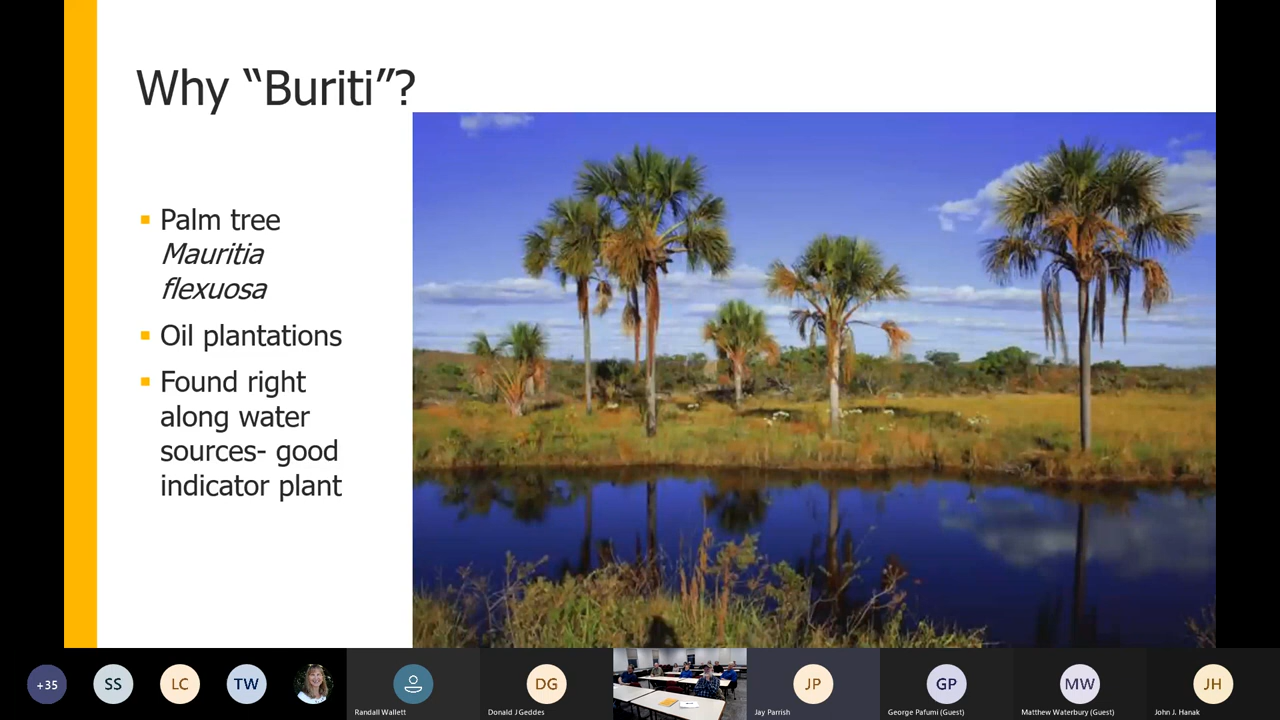 Why “Buriti”?
Palm tree
Mauritia
flexuosa
Oil plantations
Found right
along water
sources- good
indicator plant
+35
SS
LC
TW
Randall Wallett
DG
Donald J Geddes
JP
Jay Parrish
GP
George Pafumi (Guest)
MW
Matthew Waterbury (Guest)
JH
John J. Hanak